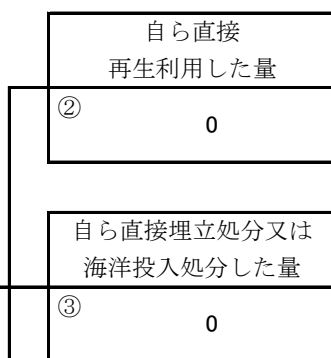 自ら直接
再生利用した量
②
0
自ら直接埋立処分又は
海洋投入処分した量
③
0